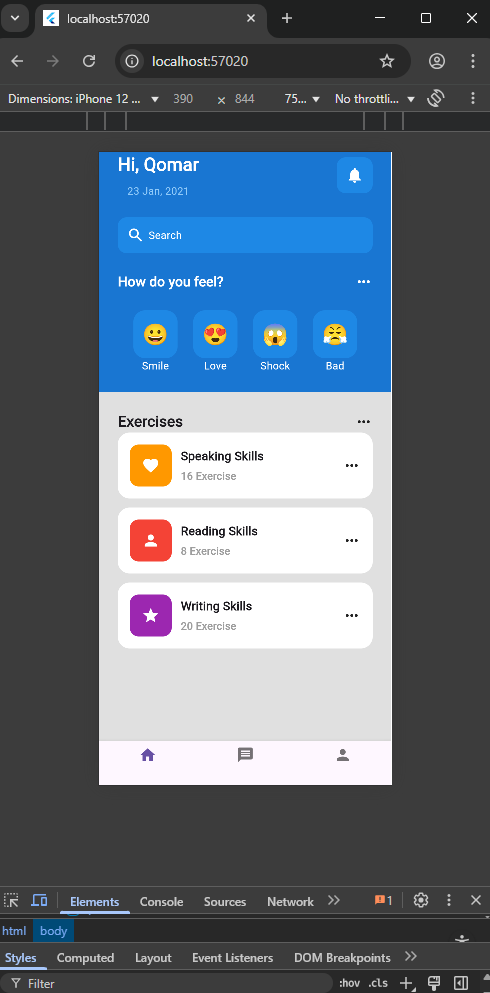 localhost:57020
localhost:57020
Dimensions: iPhone 12 ... 390 × 844 75... No throttli...
Hi, Qomar
23 Jan, 2021
Search
How do you feel?
Smile Love Shock Bad
Exercises
Speaking Skills
16 Exercise
Reading Skills
8 Exercise
Writing Skills
20 Exercise
Elements Console Sources Network 1
html body
Styles Computed Layout Event Listeners DOM Breakpoints
Filter :hov .cls